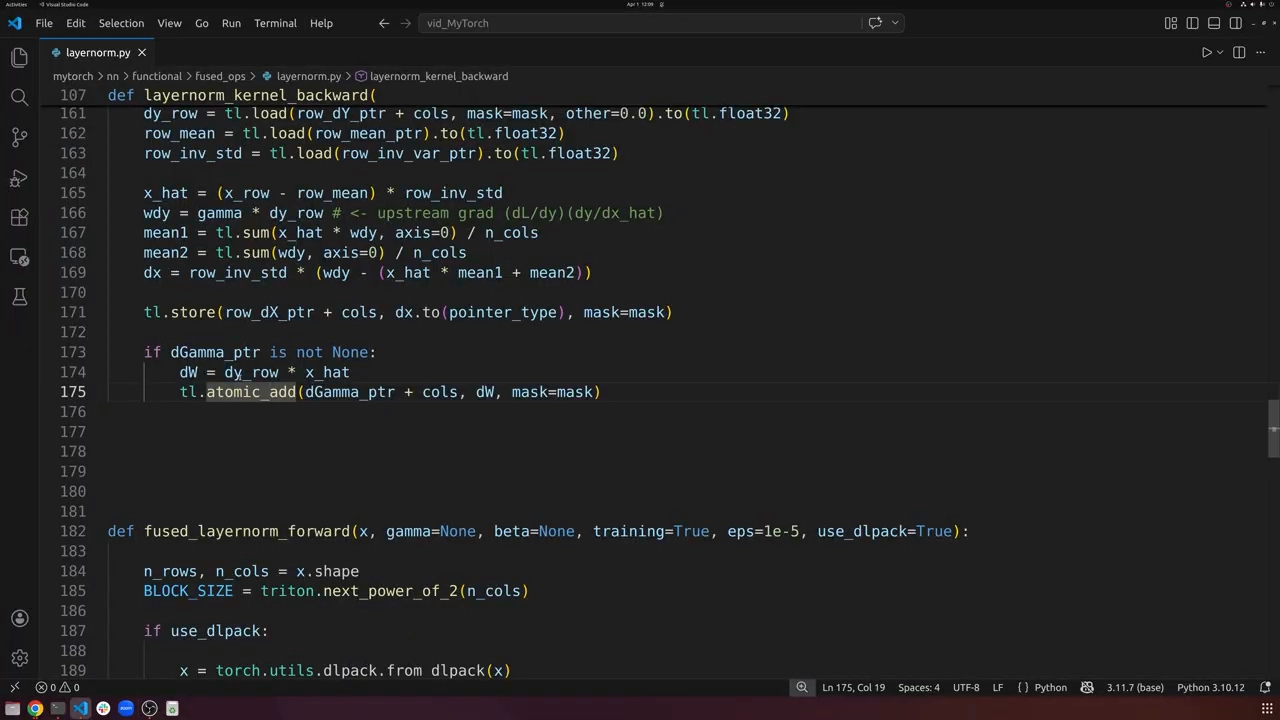 Activities
Visual Studio Code
Apr 1 12:09
File Edit Selection View Go Run Terminal Help
vid_MyTorch
layernorm.py
mytorch > nn > functional > fused_ops > layernorm.py > layernorm_kernel_backward
107 def layernorm_kernel_backward(
161 dy_row = tl.load(row_dY_ptr + cols, mask=mask, other=0.0).to(tl.float32)
162 row_mean = tl.load(row_mean_ptr).to(tl.float32)
163 row_inv_std = tl.load(row_inv_var_ptr).to(tl.float32)
164
165 x_hat = (x_row - row_mean) * row_inv_std
166 wdy = gamma * dy_row # <- upstream grad (dL/dy)(dy/dx_hat)
167 mean1 = tl.sum(x_hat * wdy, axis=0) / n_cols
168 mean2 = tl.sum(wdy, axis=0) / n_cols
169 dx = row_inv_std * (wdy - (x_hat * mean1 + mean2))
170
171 tl.store(row_dX_ptr + cols, dx.to(pointer_type), mask=mask)
172
173 if dGamma_ptr is not None:
174 dW = dy_row * x_hat
175 tl.atomic_add(dGamma_ptr + cols, dW, mask=mask)
176
177
178
179
180
181
182 def fused_layernorm_forward(x, gamma=None, beta=None, training=True, eps=1e-5, use_dlpack=True):
183
184 n_rows, n_cols = x.shape
185 BLOCK_SIZE = triton.next_power_of_2(n_cols)
186
187 if use_dlpack:
188
189 x = torch.utils.dlpack.from_dlpack(x)
0 0 Ln 175, Col 19 Spaces: 4 UTF-8 LF { } Python 3.11.7 (base) Python 3.10.12